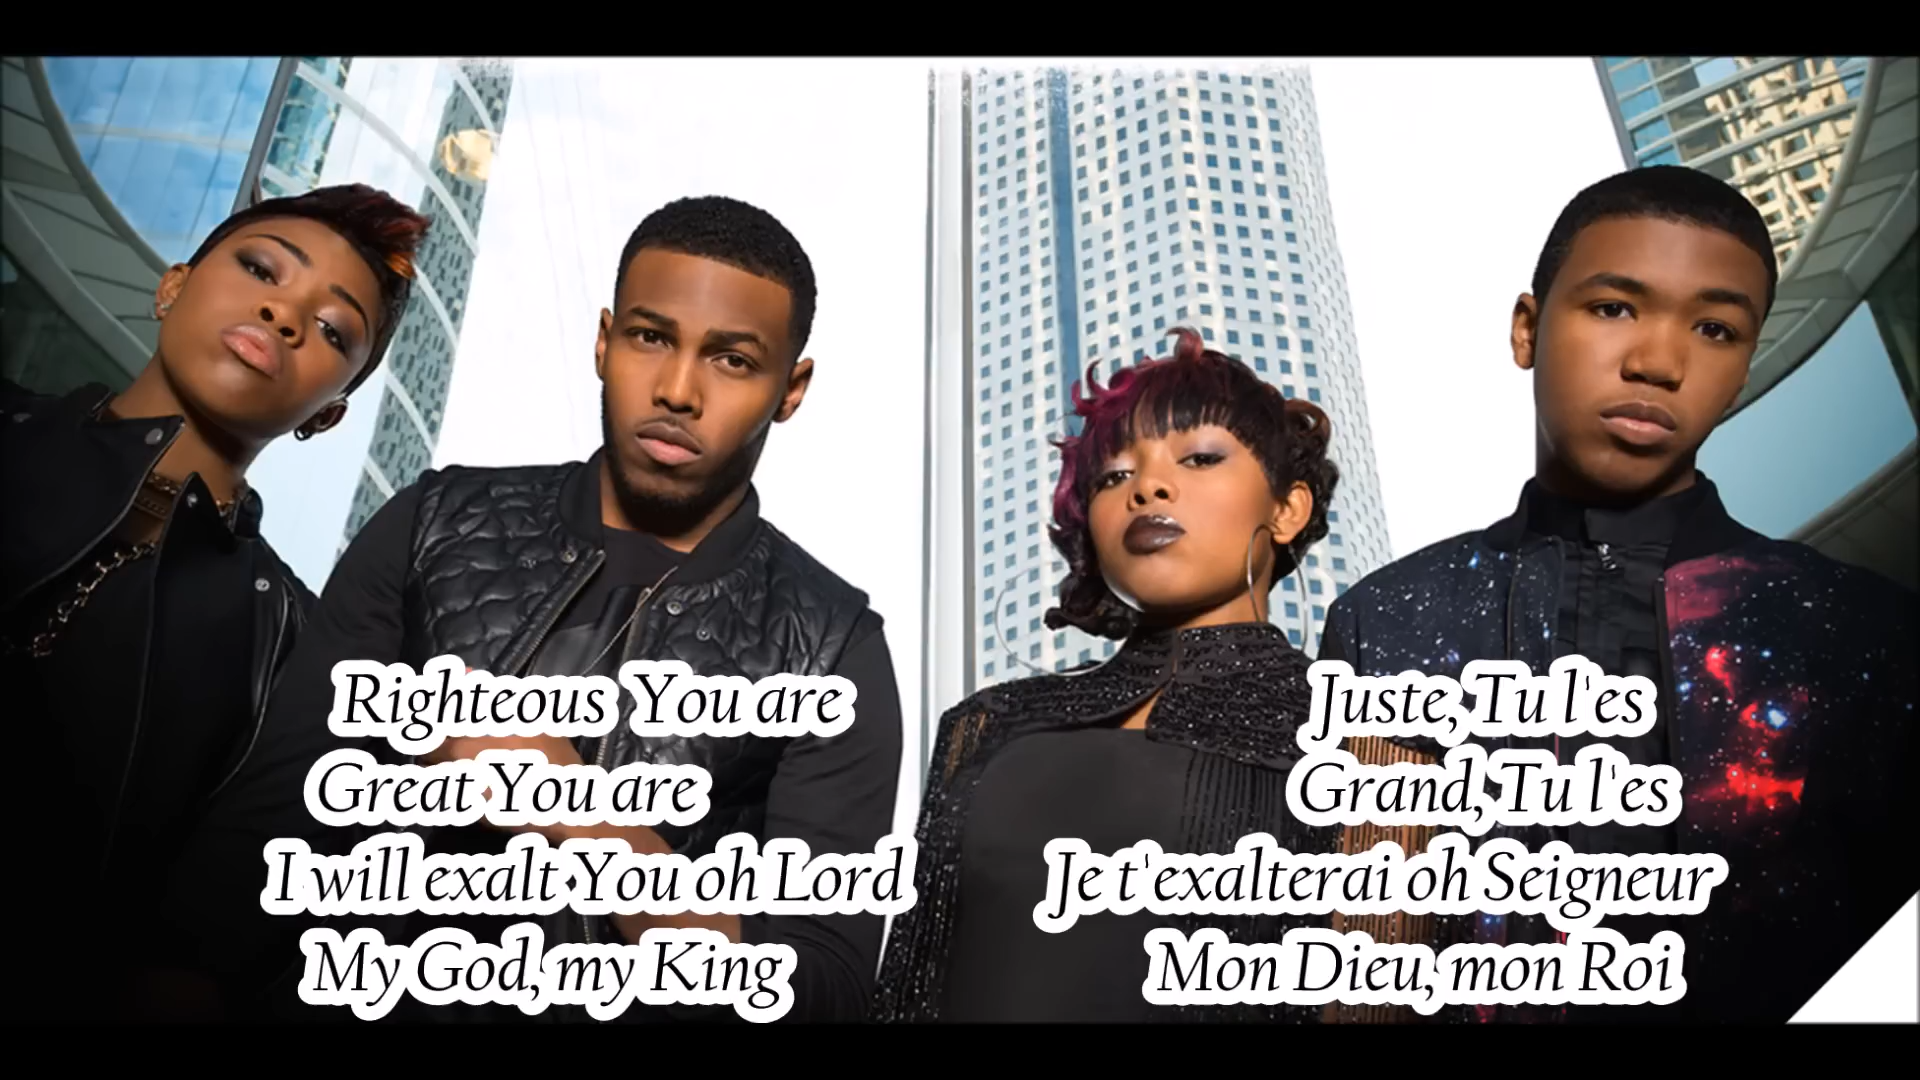 Righteous You are
Great You are
I will exalt You oh Lord
My God, my King
Juste, Tu l'es
Grand, Tu l'es
Je t'exalterai oh Seigneur
Mon Dieu, mon Roi